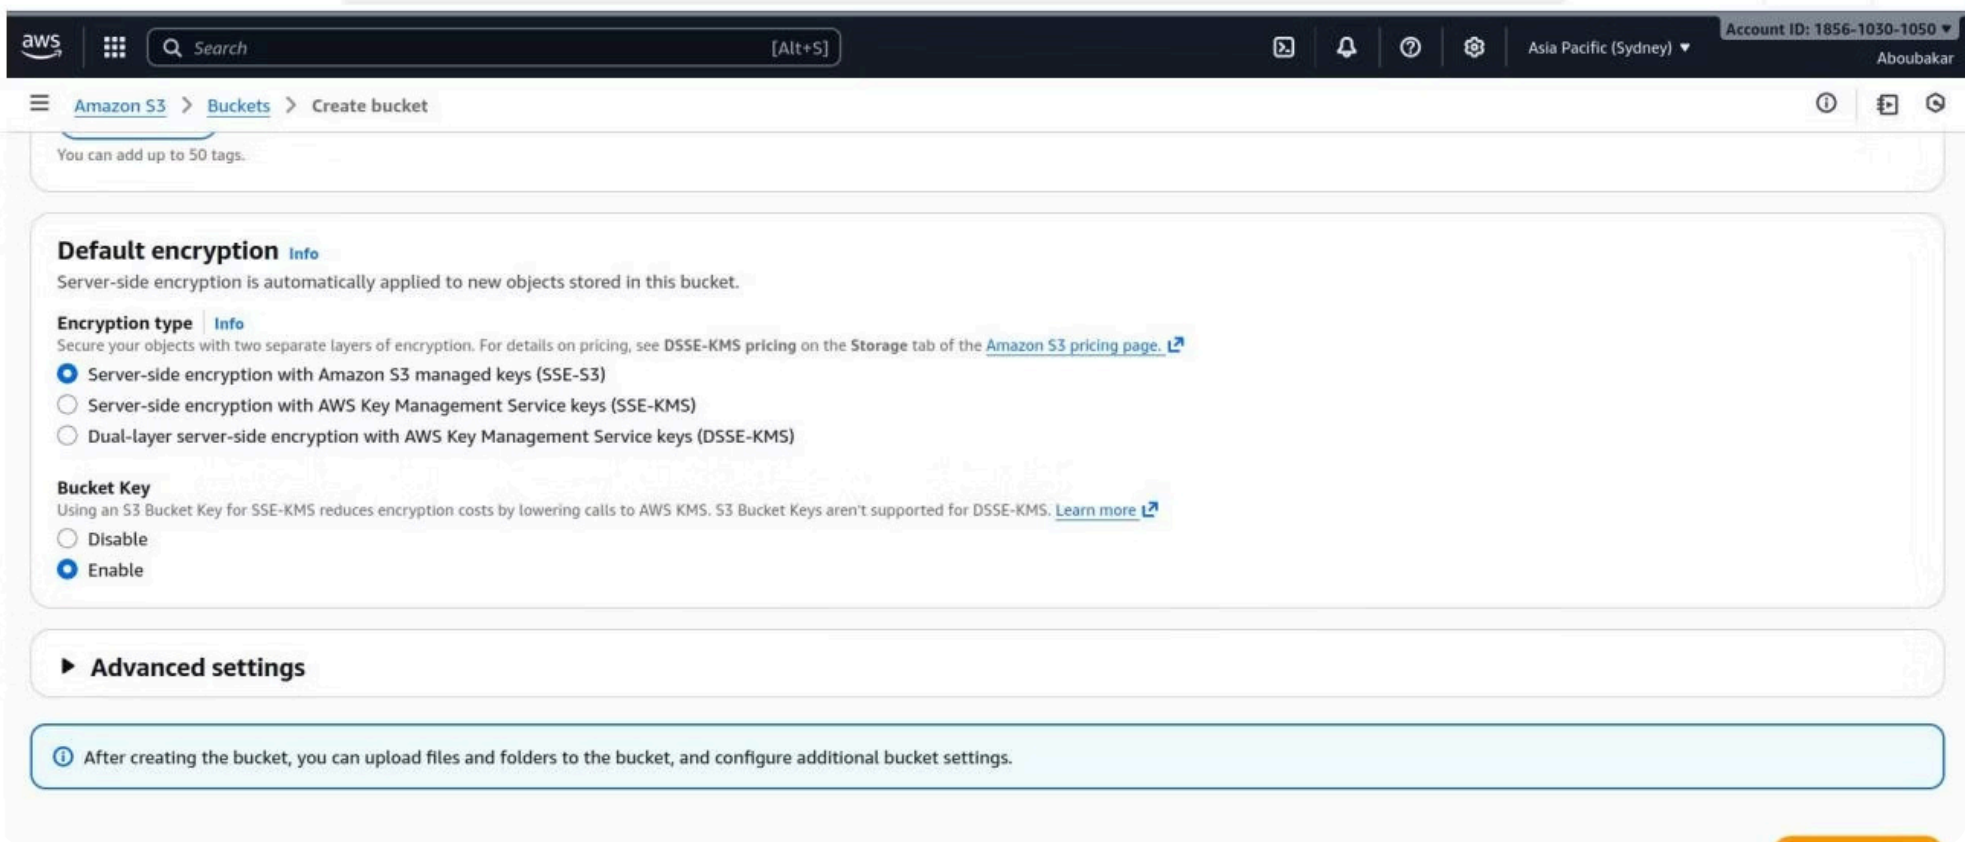 aws
Search [Alt+S] Asia Pacific (Sydney) ▼ Account ID: 1856-1030-1050 ▼
Aboubakar
Amazon S3 > Buckets > Create bucket
You can add up to 50 tags.
Default encryption Info
Server-side encryption is automatically applied to new objects stored in this bucket.
Encryption type Info
Secure your objects with two separate layers of encryption. For details on pricing, see DSSE-KMS pricing on the Storage tab of the Amazon S3 pricing page.
Server-side encryption with Amazon S3 managed keys (SSE-S3)
Server-side encryption with AWS Key Management Service keys (SSE-KMS)
Dual-layer server-side encryption with AWS Key Management Service keys (DSSE-KMS)
Bucket Key
Using an S3 Bucket Key for SSE-KMS reduces encryption costs by lowering calls to AWS KMS. S3 Bucket Keys aren't supported for DSSE-KMS. Learn more
Disable
Enable
Advanced settings
After creating the bucket, you can upload files and folders to the bucket, and configure additional bucket settings.